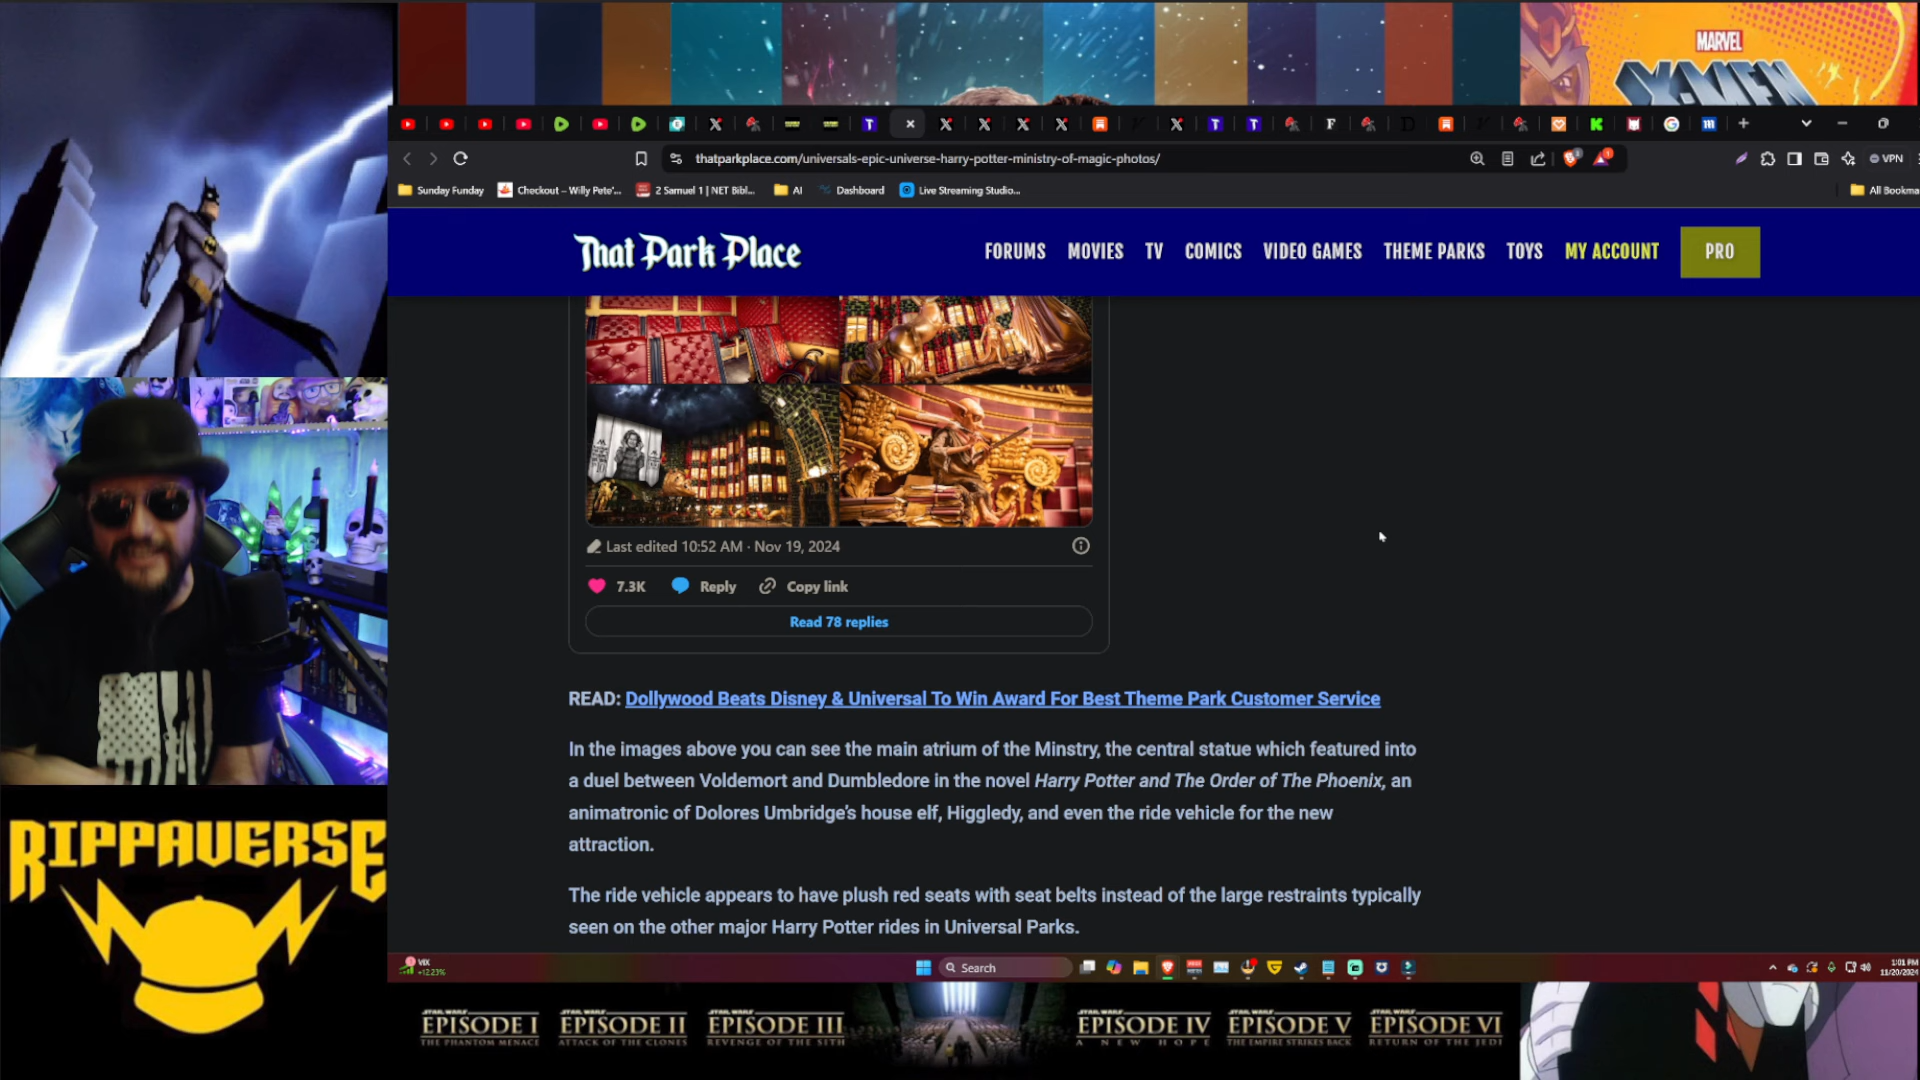 MARVEL
X-MEN
thatparkplace.com/universals-epic-universe-harry-potter-ministry-of-magic-photos/
VPN
Sunday Funday
Checkout – Willy Pete'...
2 Samuel 1 | NET Bibl...
AI
Dashboard
Live Streaming Studio...
All Bookma
That Park Place
FORUMS
MOVIES
TV
COMICS
VIDEO GAMES
THEME PARKS
TOYS
MY ACCOUNT
PRO
Last edited 10:52 AM · Nov 19, 2024
7.3K
Reply
Copy link
Read 78 replies
READ: Dollywood Beats Disney & Universal To Win Award For Best Theme Park Customer Service
In the images above you can see the main atrium of the Minstry, the central statue which featured into
a duel between Voldemort and Dumbledore in the novel Harry Potter and The Order of The Phoenix, an
animatronic of Dolores Umbridge's house elf, Higgledy, and even the ride vehicle for the new
attraction.
The ride vehicle appears to have plush red seats with seat belts instead of the large restraints typically
seen on the other major Harry Potter rides in Universal Parks.
RIPPAVERSE
VIX
+12.23%
Search
1:01 PM
11/20/2024
STAR WARS
EPISODE I
THE PHANTOM MENACE
STAR WARS
EPISODE II
ATTACK OF THE CLONES
STAR WARS
EPISODE III
REVENGE OF THE SITH
STAR WARS
EPISODE IV
A NEW HOPE
STAR WARS
EPISODE V
THE EMPIRE STRIKES BACK
STAR WARS
EPISODE VI
RETURN OF THE JEDI